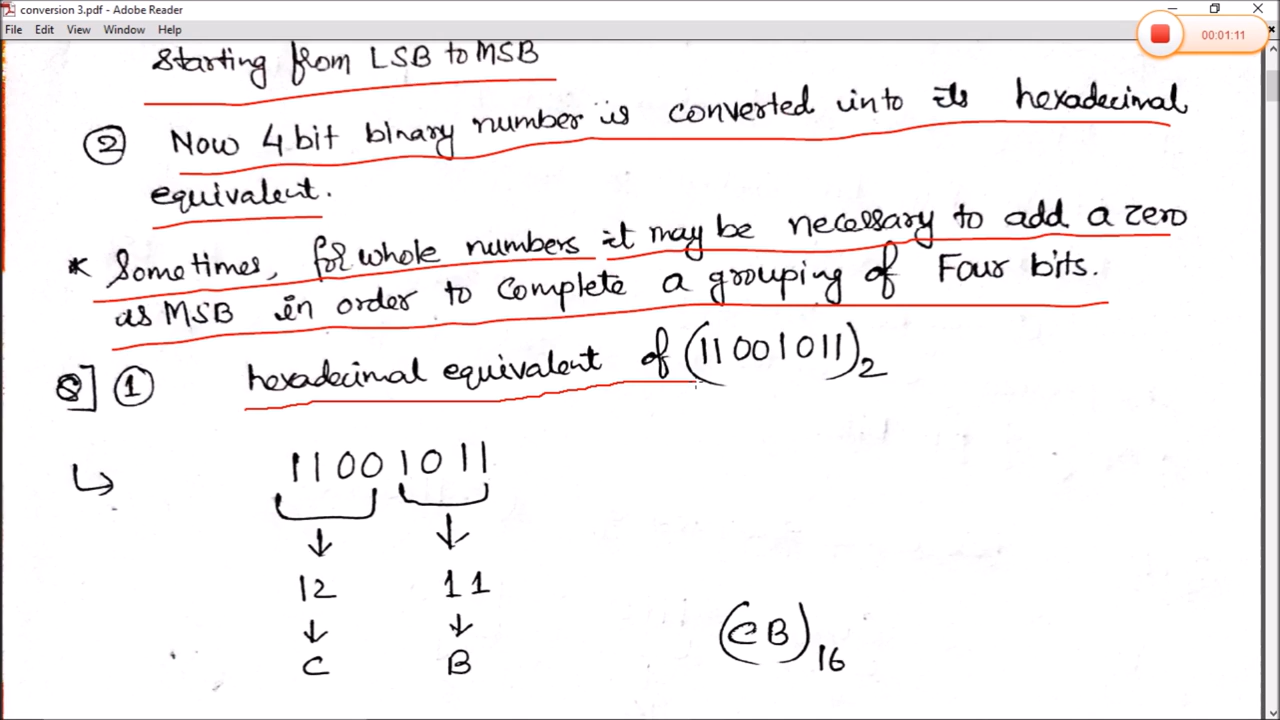 conversion 3.pdf - Adobe Reader
File Edit View Window Help
00:01:11
Starting from LSB to MSB
② Now 4 bit binary number is converted into its hexadecimal
equivalent.
* Sometimes, for whole numbers it may be necessary to add a zero
as MSB in order to complete a grouping of Four bits.
Q] ① hexadecimal equivalent of (11001011)₂
↳ 1100 1011
↓ ↓
12 11
↓ ↓
C B
(CB)₁₆